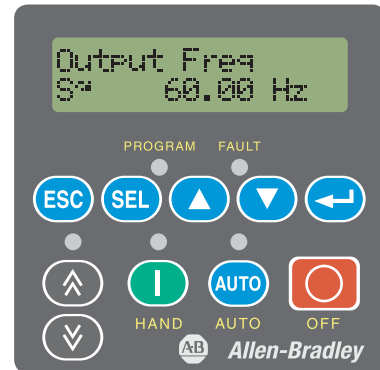 Output Freq
S 60.00 Hz
PROGRAM FAULT
ESC SEL
AUTO
HAND AUTO OFF
AB Allen-Bradley